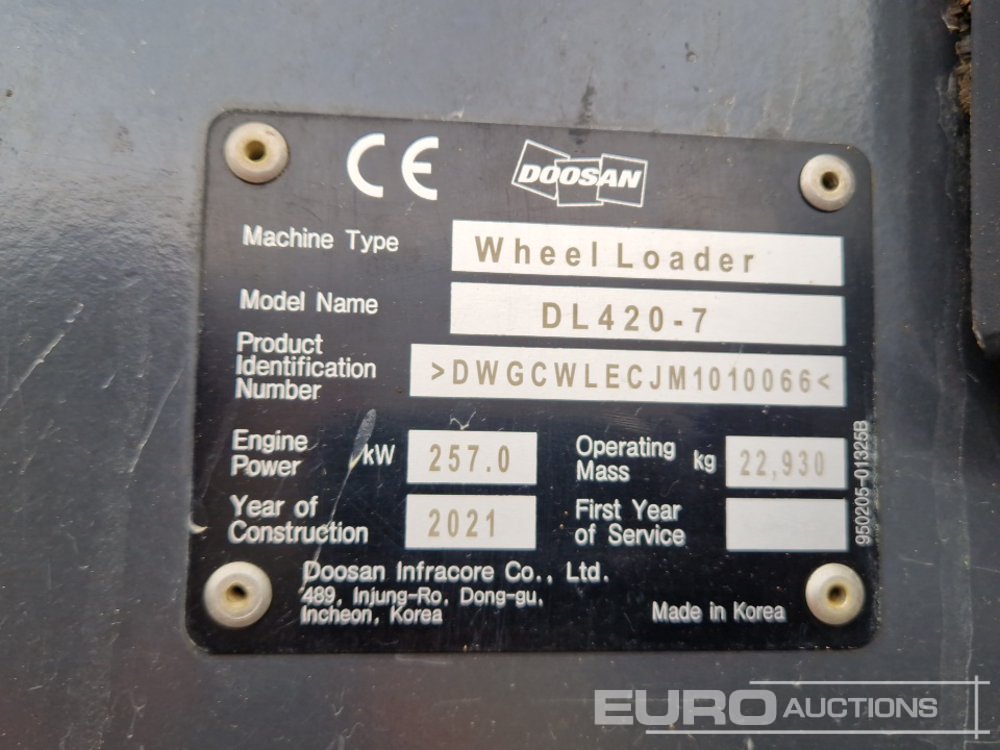 CE
DOOSAN
Machine Type Wheel Loader
Model Name DL420-7
Product
Identification
Number
>DWGCWLECJM1010066<
Engine
Power kW 257.0
Operating
Mass kg 22,930
Year of
Construction 2021
First Year
of Service
950205-01325B
Doosan Infracore Co., Ltd.
489, Injung-Ro, Dong-gu,
Incheon, Korea
Made in Korea
EURO AUCTIONS